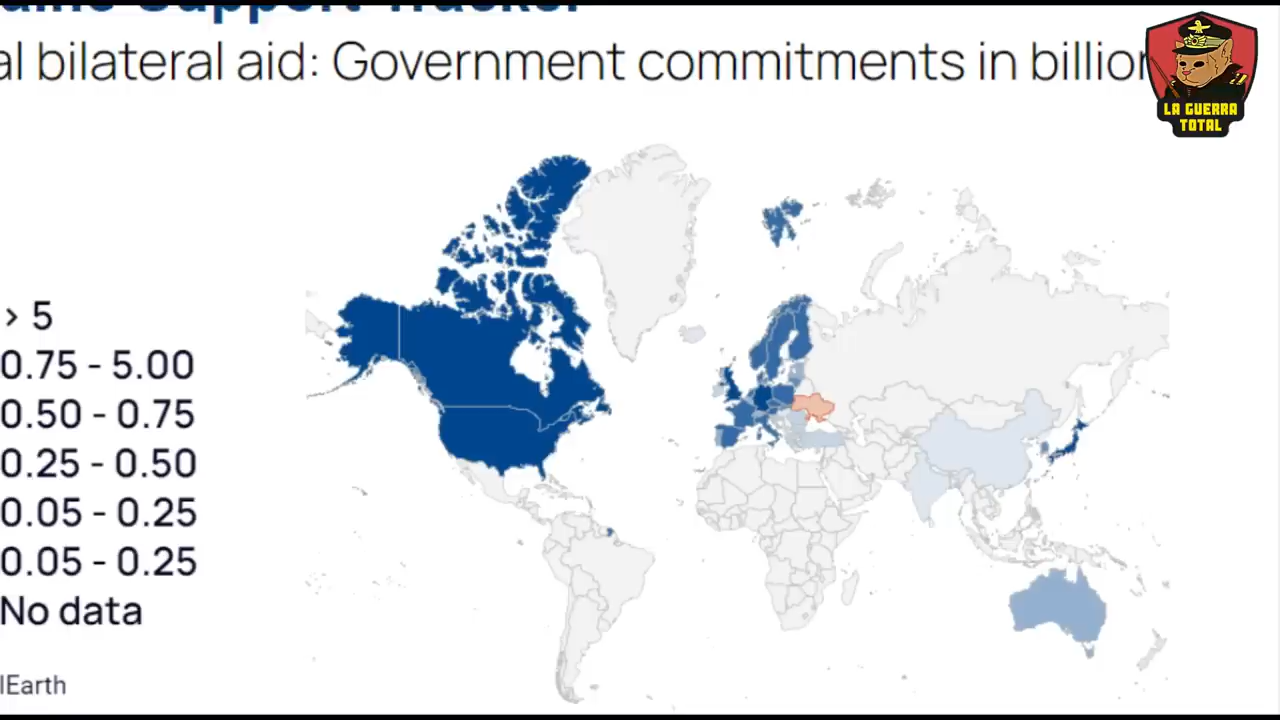 al bilateral aid: Government commitments in billion
LA GUERRA
TOTAL
> 5
0.75 - 5.00
0.50 - 0.75
0.25 - 0.50
0.05 - 0.25
0.05 - 0.25
No data
lEarth